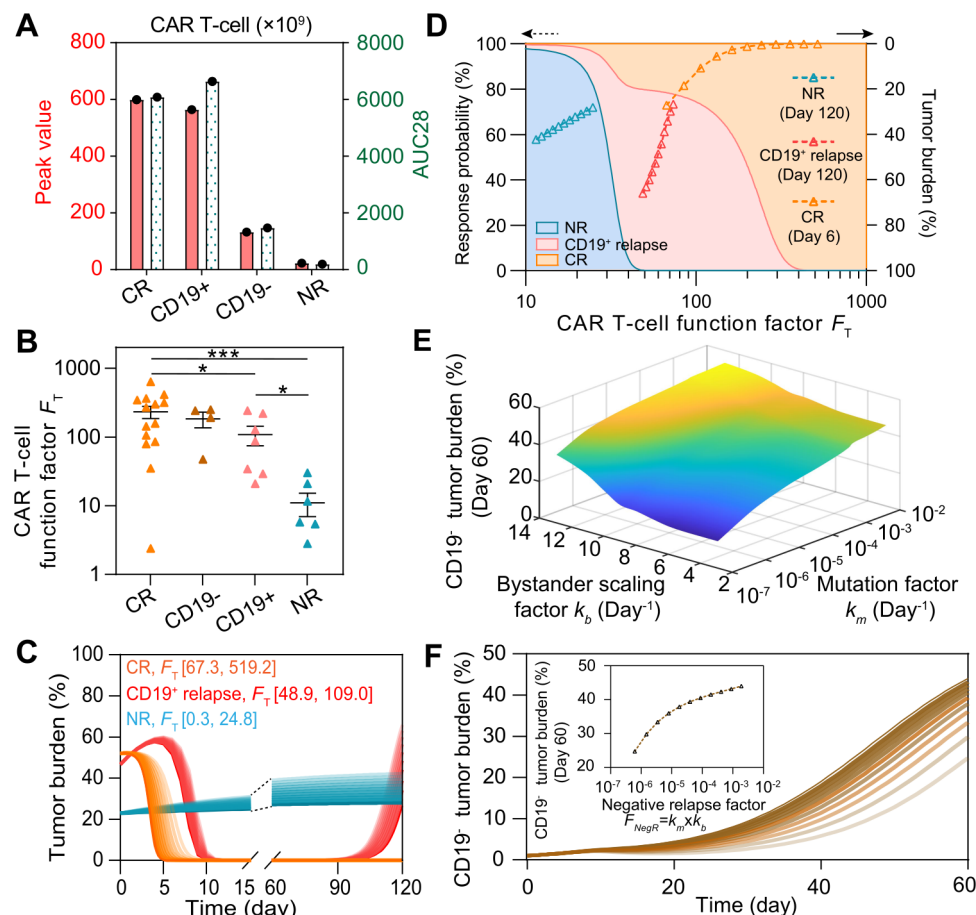 A
CAR T-cell (×10⁹)
800
600
400
200
0
Peak value
8000
6000
4000
2000
0
AUC28
CR
CD19+
CD19-
NR
B
***
*
*
1000
100
10
1
CAR T-cell
function factor F_T
CR
CD19-
CD19+
NR
C
CR, F_T [67.3, 519.2]
CD19⁺ relapse, F_T [48.9, 109.0]
NR, F_T [0.3, 24.8]
100
80
60
40
20
0
Tumor burden (%)
0
5
10
15
60
90
120
Time (day)
D
100
80
60
40
20
0
Response probability (%)
0
20
40
60
80
100
Tumor burden (%)
NR
(Day 120)
CD19⁺ relapse
(Day 120)
CR
(Day 6)
NR
CD19⁺ relapse
CR
10
100
1000
CAR T-cell function factor F_T
E
CD19⁻ tumor burden (%)
(Day 60)
60
40
20
0
14
12
10
8
6
4
2
Bystander scaling
factor k_b (Day⁻¹)
10⁻⁷
10⁻⁶
10⁻⁵
10⁻⁴
10⁻³
10⁻²
Mutation factor
k_m (Day⁻¹)
F
50
40
30
20
10
0
CD19⁻ tumor burden (%)
50
40
30
20
CD19⁻ tumor burden (%)
(Day 60)
10⁻⁷
10⁻⁶
10⁻⁵
10⁻⁴
10⁻³
10⁻²
Negative relapse factor
F_NegR=k_m x k_b
0
20
40
60
Time (day)